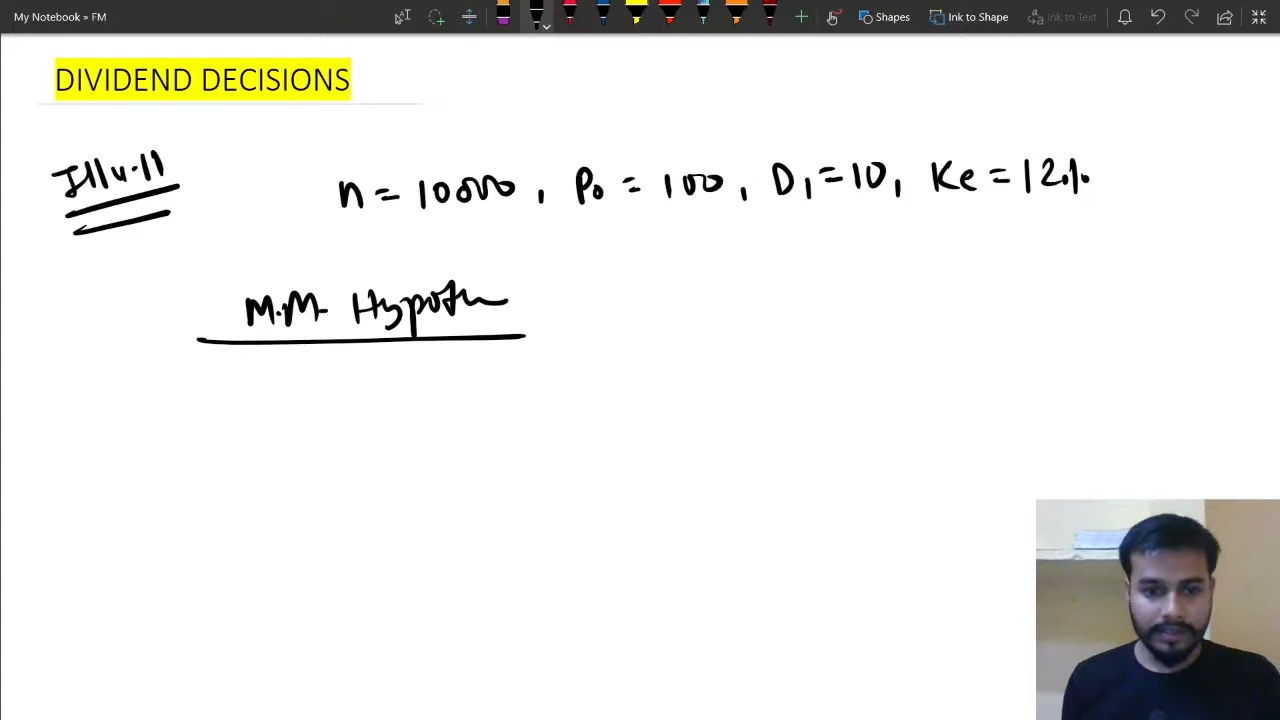 My Notebook » FM
Shapes
Ink to Shape
Ink to Text
DIVIDEND DECISIONS
Illu.11
n = 10000, P₀ = 100, D₁ = 10, Ke = 12%
M.M. Hypoth